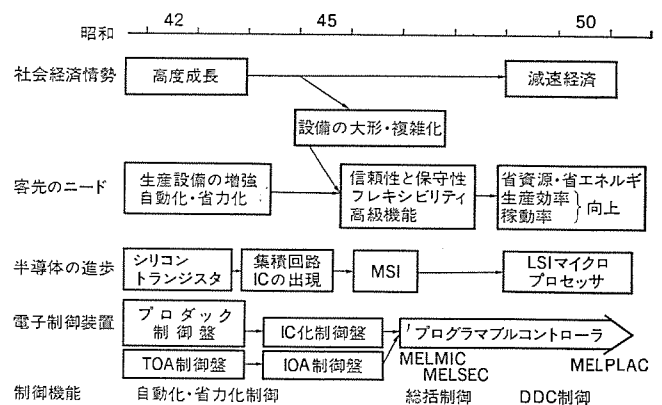 昭和 42 45 50
社会経済情勢 高度成長 減速経済
設備の大形・複雑化
客先のニード
生産設備の増強
自動化・省力化
信頼性と保守性
フレキシビリティ
高級機能
省資源・省エネルギ
生産効率
稼動率
向上
半導体の進歩
シリコン
トランジスタ
集積回路
ICの出現
MSI
LSIマイクロ
プロセッサ
電子制御装置
プロダック
制御盤
IC化制御盤
プログラマブルコントローラ
TOA制御盤 IOA制御盤
MELMIC
MELSEC
MELPLAC
制御機能 自動化・省力化制御 総括制御 DDC制御